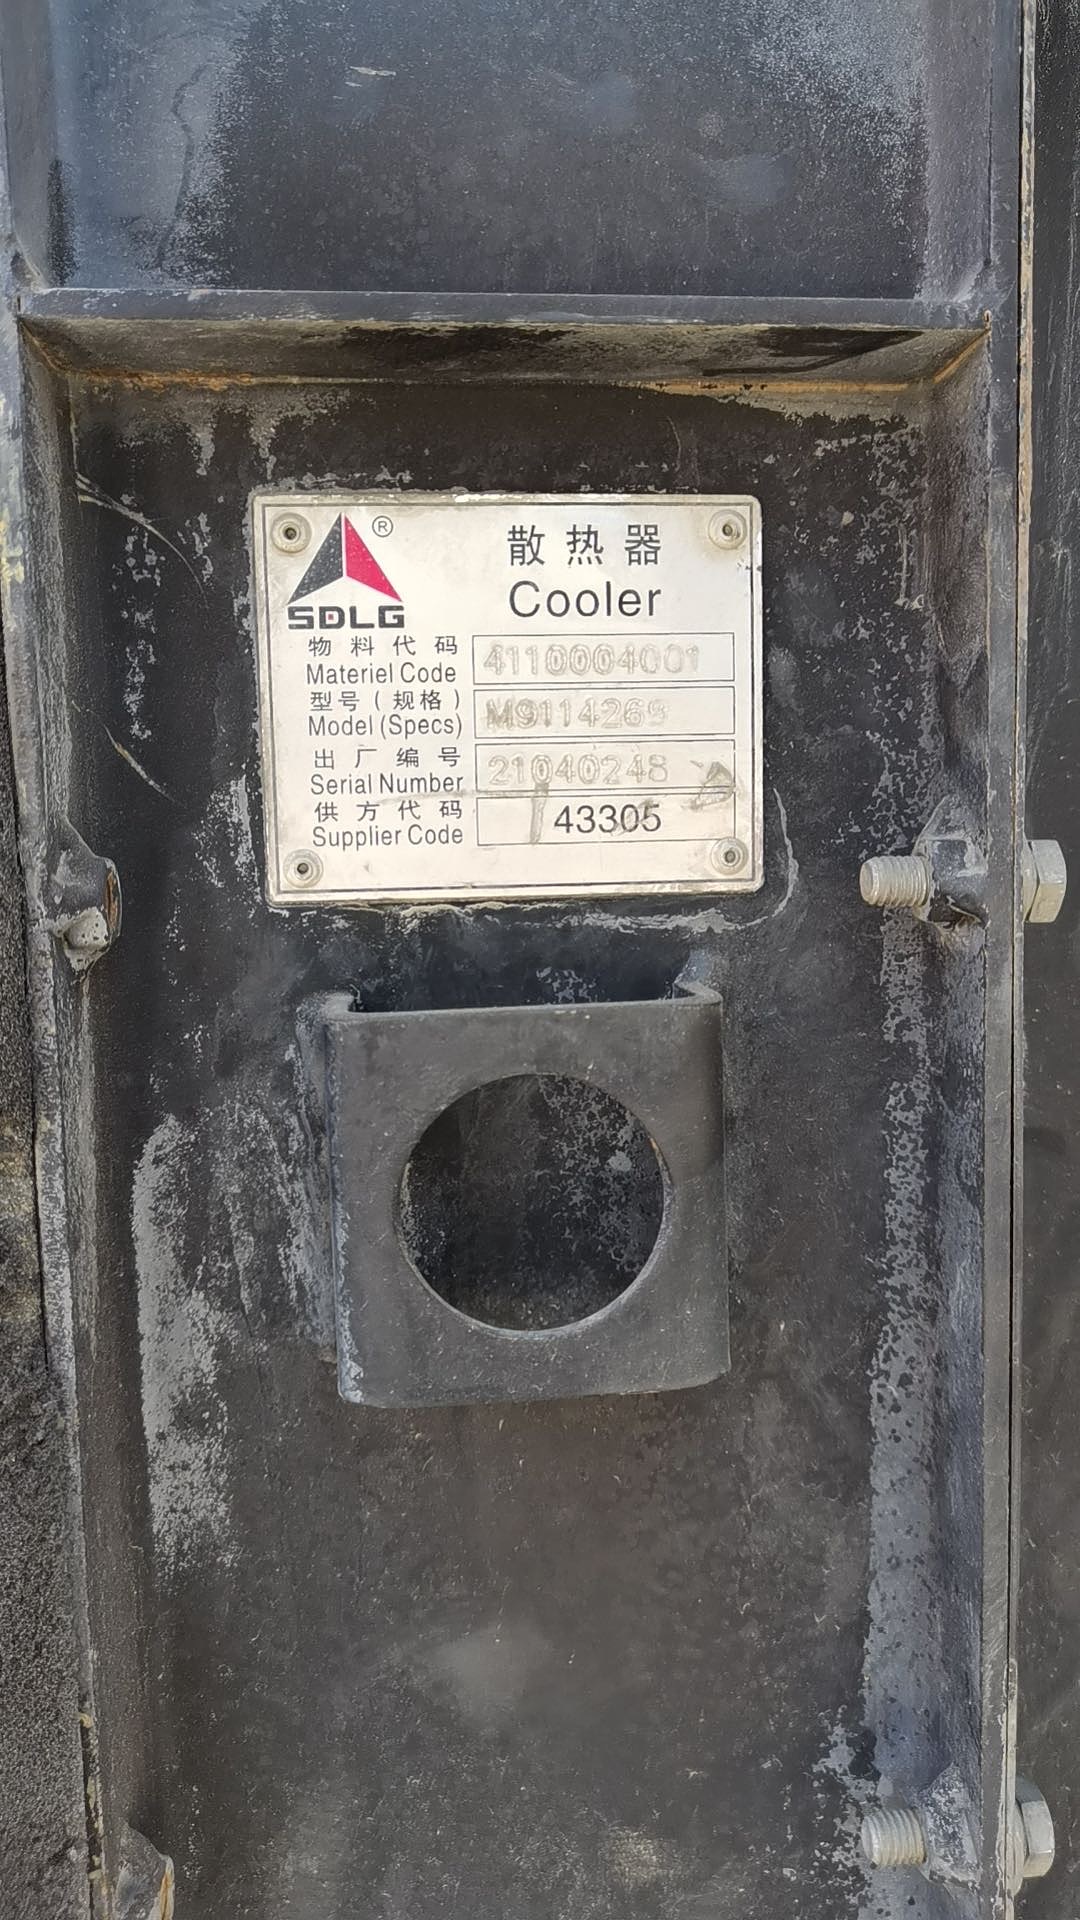 ®
SDLG
散热器
Cooler
物料代码 4110004001
Materiel Code
型号(规格) M9114269
Model (Specs)
出厂编号 21040248
Serial Number
供方代码 43305
Supplier Code